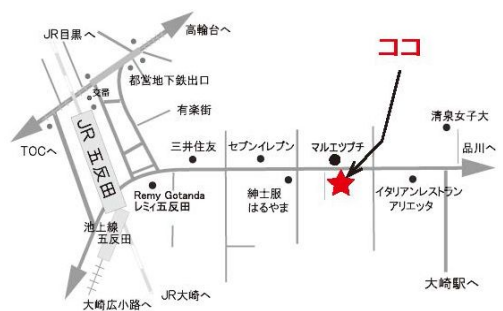 JR目黒へ
高輪台へ
ココ
交番
都営地下鉄出口
有楽街
清泉女子大
TOCへ
JR 五反田
三井住友
セブンイレブン
マルエツプチ
品川へ
Remy Gotanda
レミィ五反田
紳士服
はるやま
イタリアンレストラン
アリエッタ
池上線
五反田
大崎広小路へ
JR大崎へ
大崎駅へ